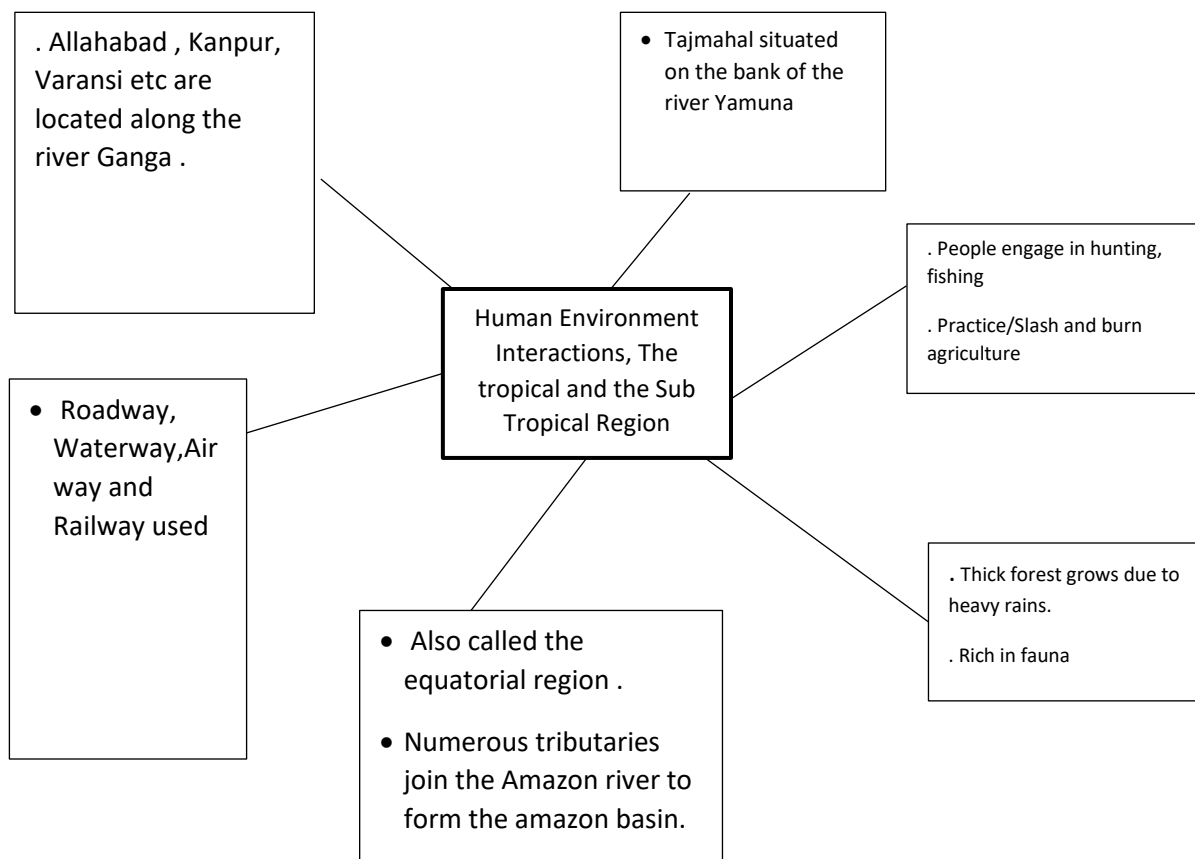 . Allahabad , Kanpur,
Varansi etc are
located along the
river Ganga .
• Tajmahal situated
on the bank of the
river Yamuna
. People engage in hunting,
fishing
. Practice/Slash and burn
agriculture
Human Environment
Interactions, The
tropical and the Sub
Tropical Region
• Roadway,
Waterway,Air
way and
Railway used
. Thick forest grows due to
heavy rains.
. Rich in fauna
• Also called the
equatorial region .
• Numerous tributaries
join the Amazon river to
form the amazon basin.